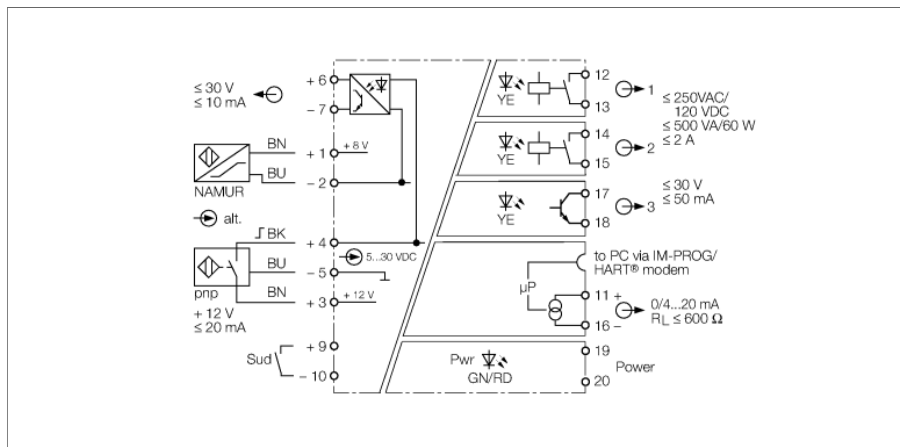 ≤ 30 V
≤ 10 mA
+ 6
- 7
BN
+ 1
+ 8 V
BU
- 2
NAMUR
alt.
BK
+ 4
5...30 VDC
BU
- 5
pnp
BN
+ 3
+ 12 V
+ 12 V
≤ 20 mA
+ 9
Sud
- 10
YE
12
13
1
≤ 250VAC/
120 VDC
≤ 500 VA/60 W
≤ 2 A
YE
14
15
2
YE
17
18
3
≤ 30 V
≤ 50 mA
to PC via IM-PROG/
HART® modem
µP
11 +
16 –
0/4...20 mA
RL ≤ 600 Ω
Pwr
GN/RD
19
20
Power